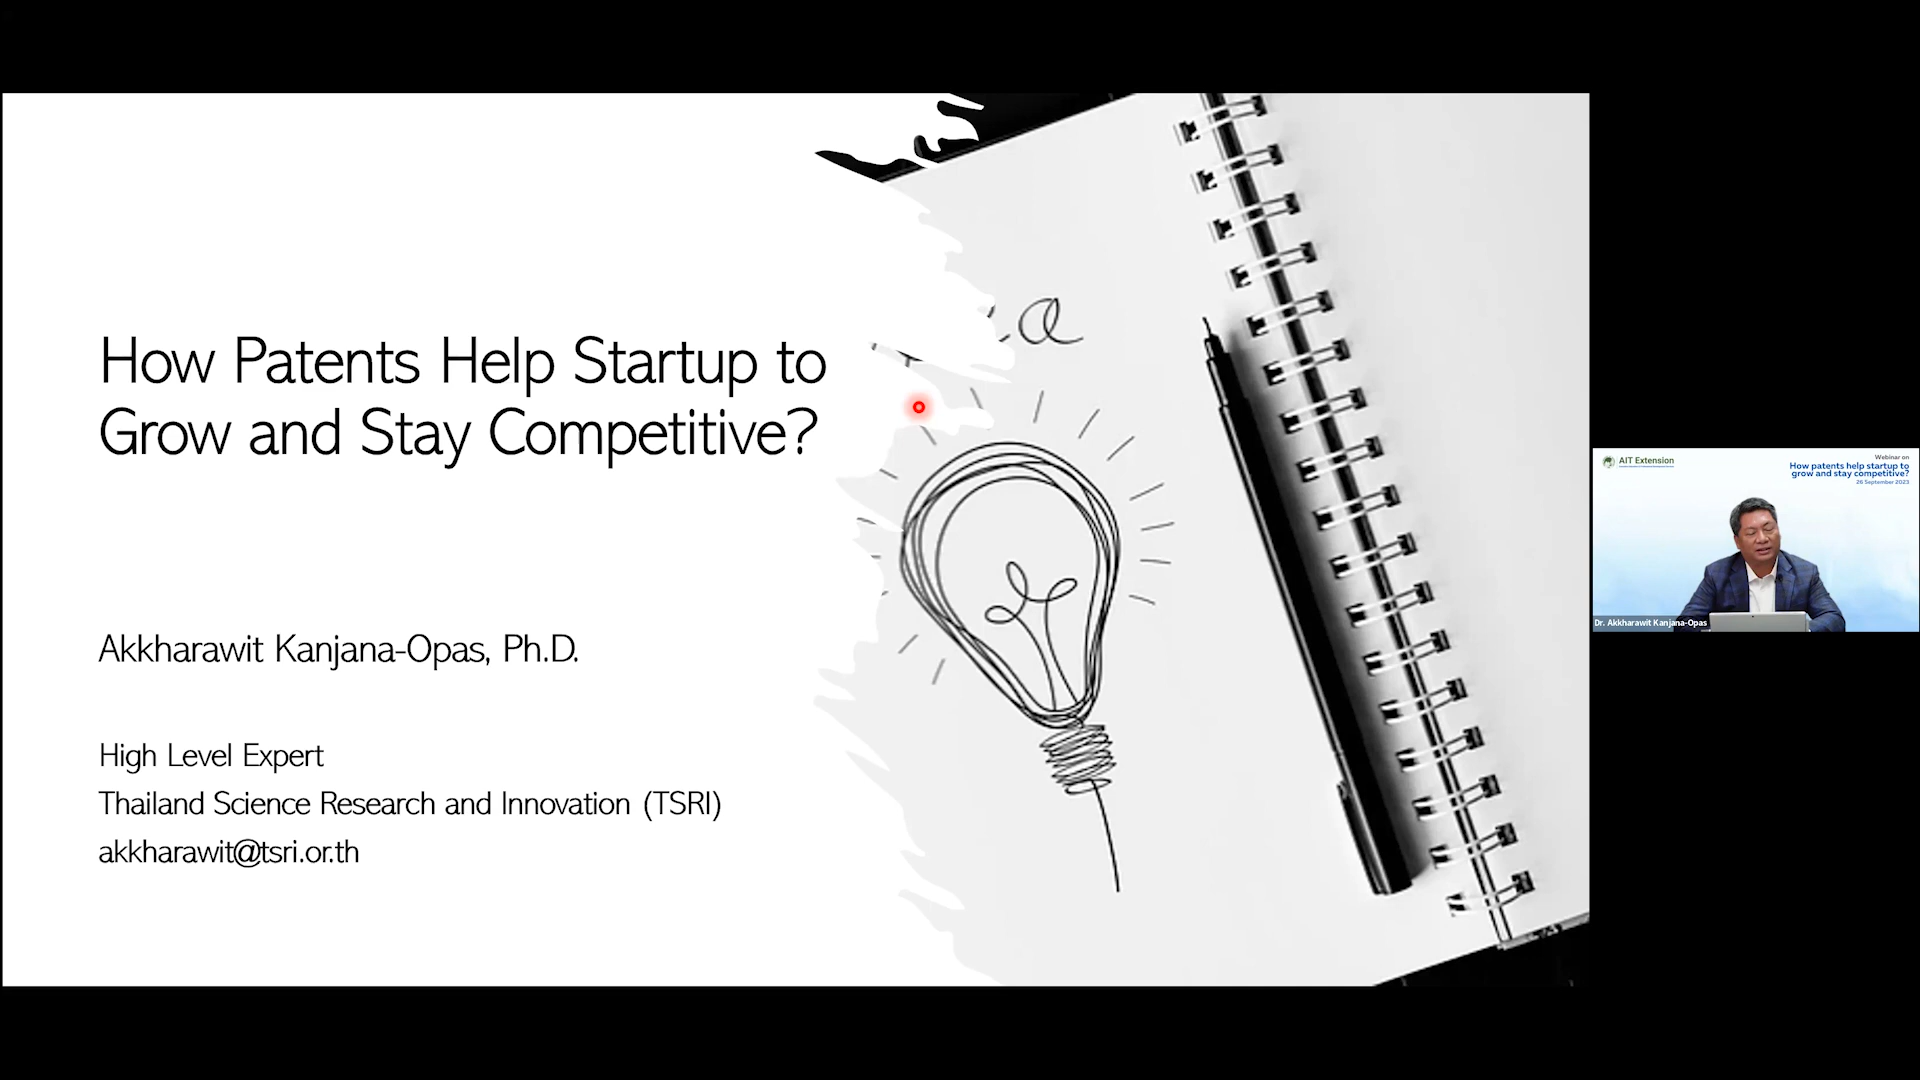 How Patents Help Startup to
Grow and Stay Competitive?
Akkharawit Kanjana-Opas, Ph.D.
High Level Expert
Thailand Science Research and Innovation (TSRI)
akkharawit@tsri.or.th
AIT Extension
Webinar on
How patents help startup to
grow and stay competitive?
26 September 2023
Dr. Akkharawit Kanjana-Opas